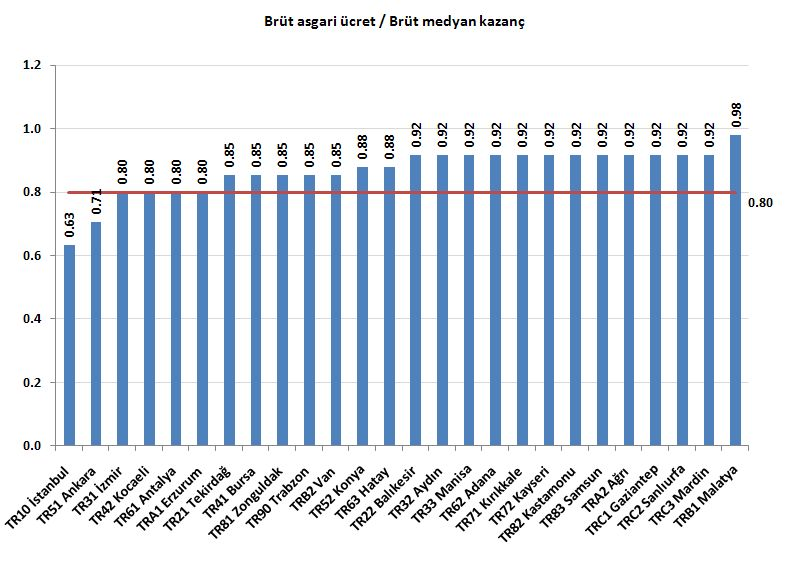 Brüt asgari ücret / Brüt medyan kazanç
1.2
1.0
0.8
0.6
0.4
0.2
0.0
0.63
0.71
0.80
0.80
0.80
0.80
0.85
0.85
0.85
0.85
0.85
0.88
0.88
0.92
0.92
0.92
0.92
0.92
0.92
0.92
0.92
0.92
0.92
0.92
0.92
0.98
0.80
TR10 İstanbul
TR51 Ankara
TR31 İzmir
TR42 Kocaeli
TR61 Antalya
TRA1 Erzurum
TR21 Tekirdağ
TR41 Bursa
TR81 Zonguldak
TR90 Trabzon
TRB2 Van
TR52 Konya
TR63 Hatay
TR22 Balıkesir
TR32 Aydın
TR33 Manisa
TR62 Adana
TR71 Kırıkkale
TR72 Kayseri
TR82 Kastamonu
TR83 Samsun
TRA2 Ağrı
TRC1 Gaziantep
TRC2 Sanlıurfa
TRC3 Mardin
TRB1 Malatya